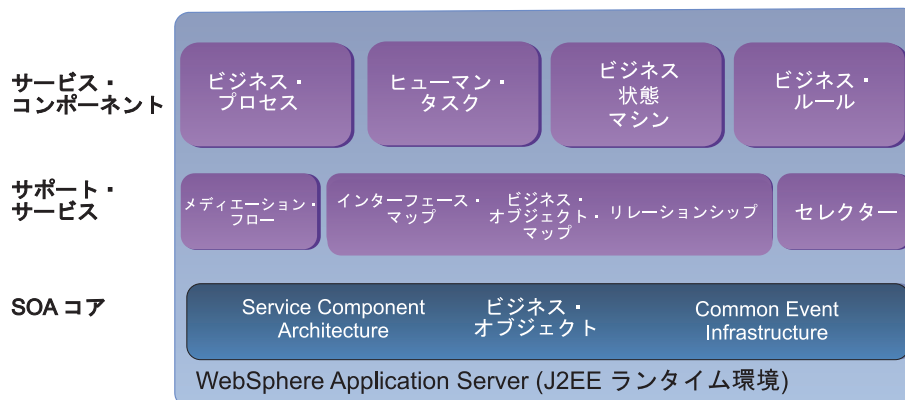 サービス・
コンポーネント
ビジネス・
プロセス
ヒューマン・
タスク
ビジネス
状態
マシン
ビジネス・
ルール
サポート・
サービス
メディエーション・
フロー
インターフェース・
マップ
ビジネス・
オブジェクト・
マップ
リレーションシップ
セレクター
SOA コア
Service Component
Architecture
ビジネス・
オブジェクト
Common Event
Infrastructure
WebSphere Application Server (J2EE ランタイム環境)